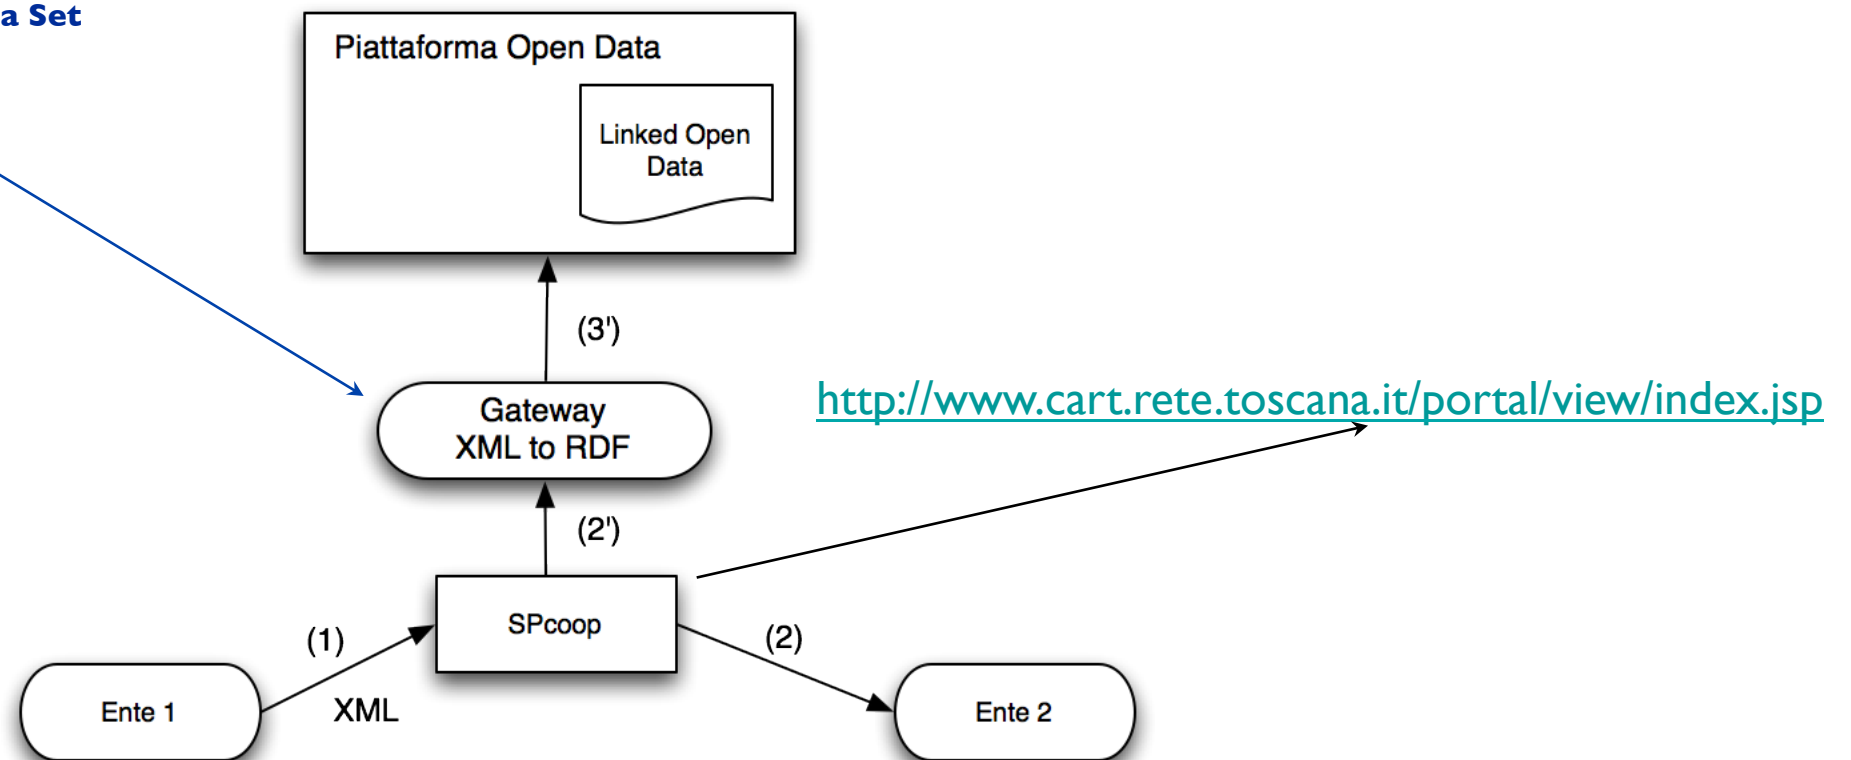 a Set
Piattaforma Open Data
Linked Open
Data
(3')
Gateway
XML to RDF
http://www.cart.rete.toscana.it/portal/view/index.jsp
(2')
SPcoop
(1)
(2)
XML
Ente 1
Ente 2